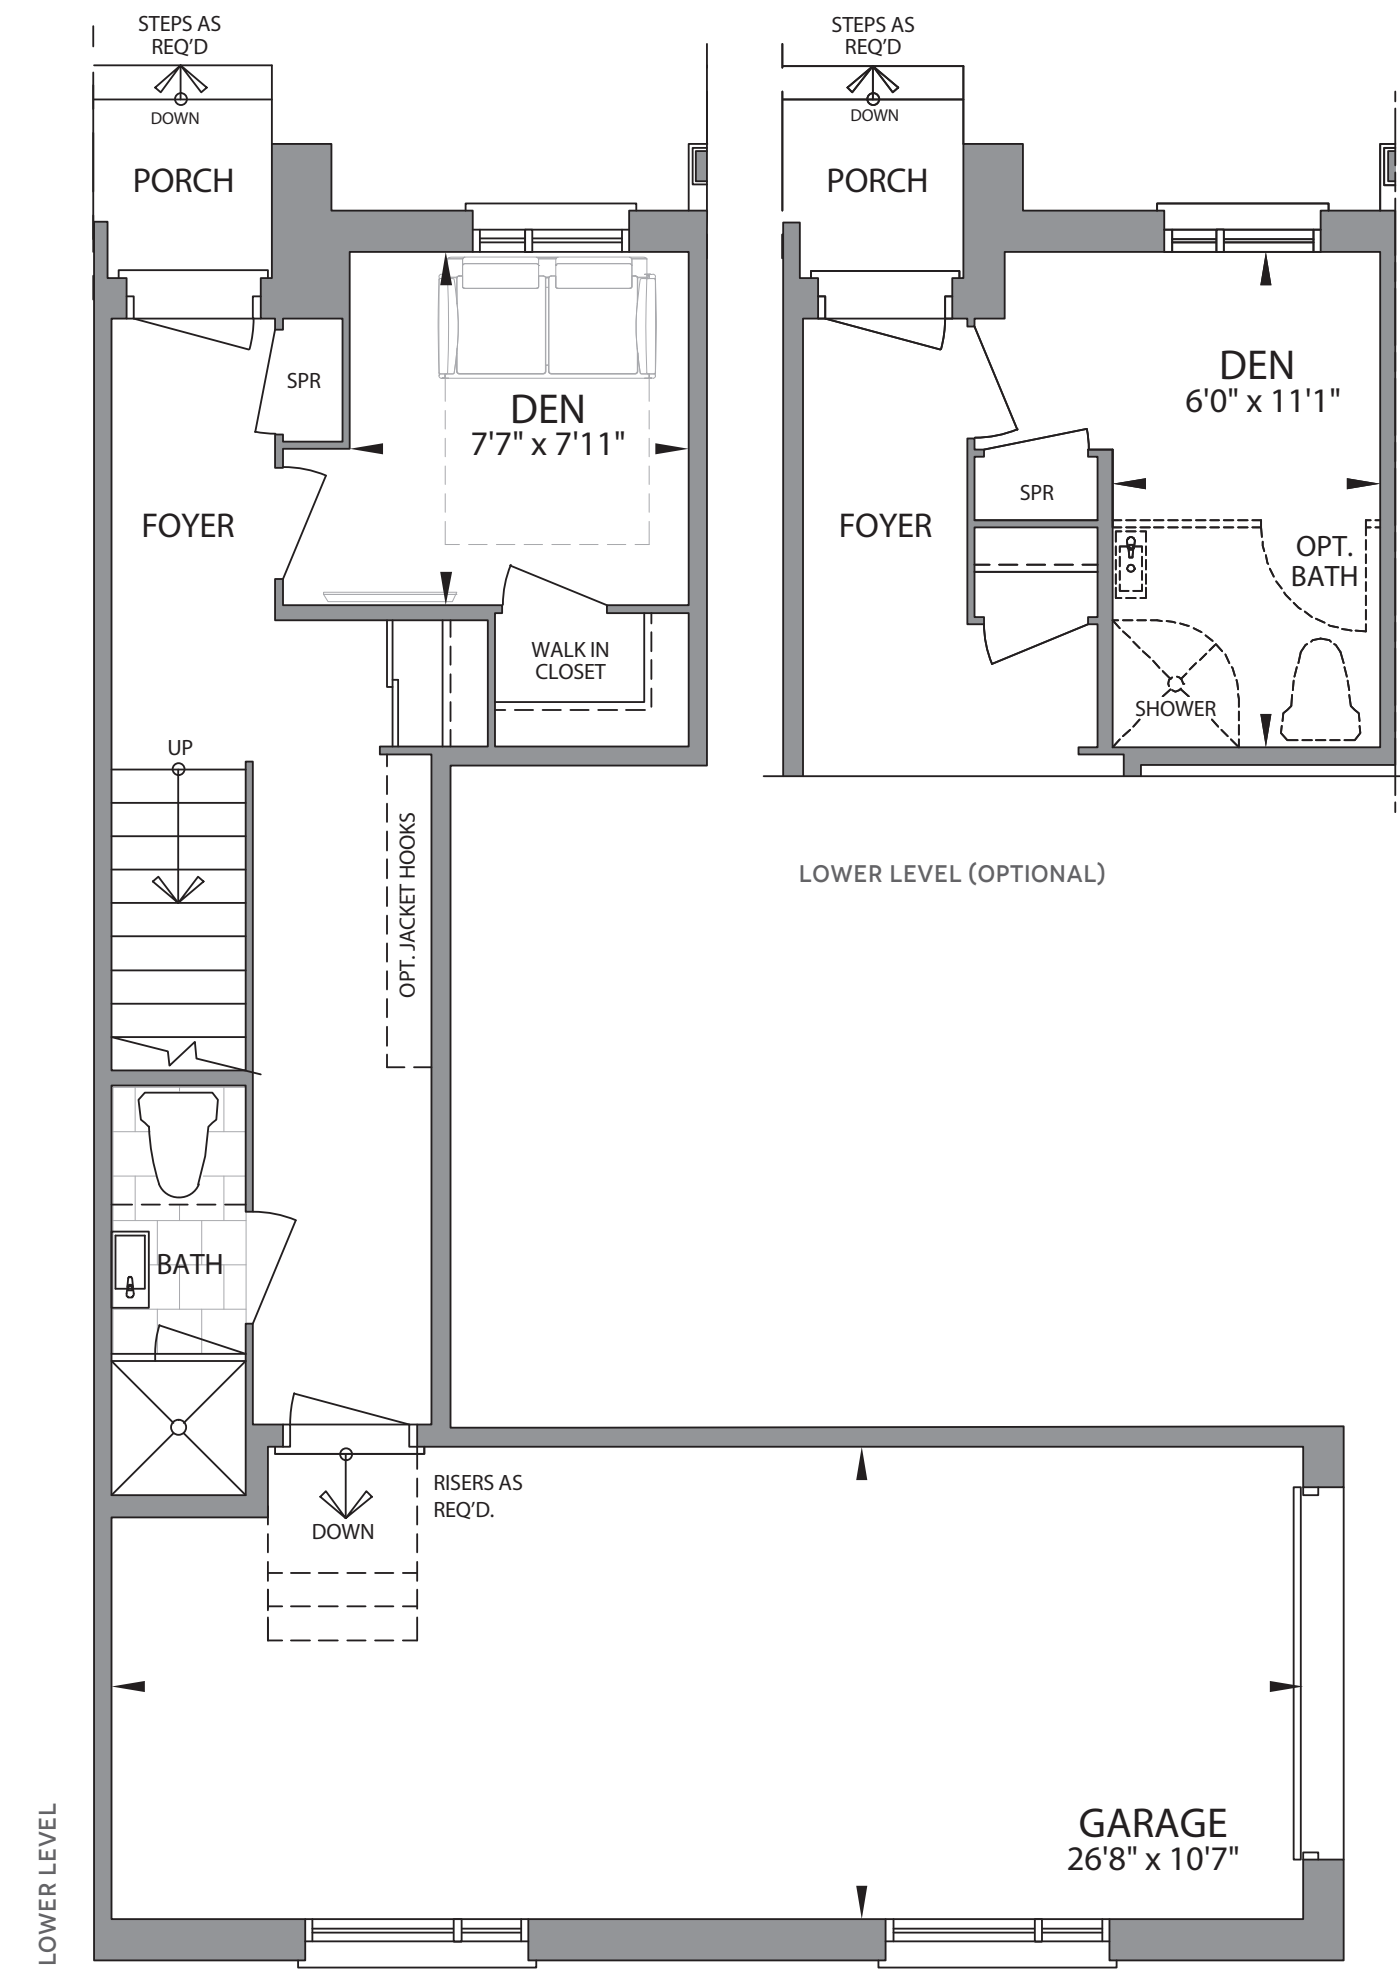 STEPS AS
REQ'D
DOWN
PORCH
SPR
DEN
7'7" x 7'11"
FOYER
WALK IN
CLOSET
UP
OPT. JACKET HOOKS
BATH
RISERS AS
REQ'D.
DOWN
GARAGE
26'8" x 10'7"
LOWER LEVEL
STEPS AS
REQ'D
DOWN
PORCH
DEN
6'0" x 11'1"
SPR
FOYER
OPT.
BATH
SHOWER
LOWER LEVEL (OPTIONAL)